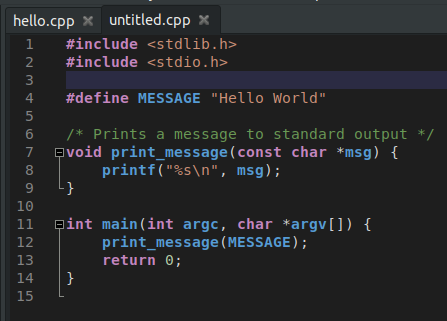 hello.cpp × untitled.cpp ×
1 #include <stdlib.h>
2 #include <stdio.h>
3
4 #define MESSAGE "Hello World"
5
6 /* Prints a message to standard output */
7 void print_message(const char *msg) {
8     printf("%s\n", msg);
9 }
10
11 int main(int argc, char *argv[]) {
12     print_message(MESSAGE);
13     return 0;
14 }
15